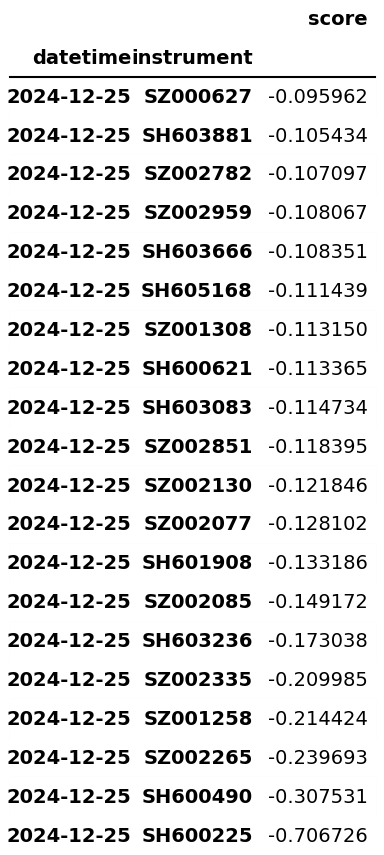 score
datetime instrument
2024-12-25 SZ000627 -0.095962
2024-12-25 SH603881 -0.105434
2024-12-25 SZ002782 -0.107097
2024-12-25 SZ002959 -0.108067
2024-12-25 SH603666 -0.108351
2024-12-25 SH605168 -0.111439
2024-12-25 SZ001308 -0.113150
2024-12-25 SH600621 -0.113365
2024-12-25 SH603083 -0.114734
2024-12-25 SZ002851 -0.118395
2024-12-25 SZ002130 -0.121846
2024-12-25 SZ002077 -0.128102
2024-12-25 SH601908 -0.133186
2024-12-25 SZ002085 -0.149172
2024-12-25 SH603236 -0.173038
2024-12-25 SZ002335 -0.209985
2024-12-25 SZ001258 -0.214424
2024-12-25 SZ002265 -0.239693
2024-12-25 SH600490 -0.307531
2024-12-25 SH600225 -0.706726